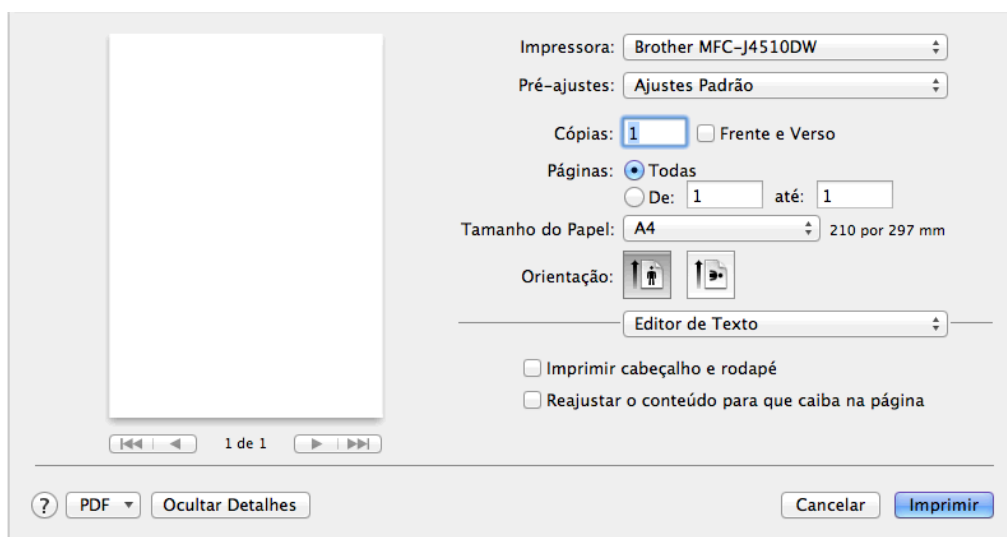 Impressora: Brother MFC-J4510DW
Pré-ajustes: Ajustes Padrão
Cópias: 1 Frente e Verso
Páginas: Todas
De: 1 até: 1
Tamanho do Papel: A4 210 por 297 mm
Orientação:
Editor de Texto
Imprimir cabeçalho e rodapé
Reajustar o conteúdo para que caiba na página
1 de 1
? PDF Ocultar Detalhes Cancelar Imprimir